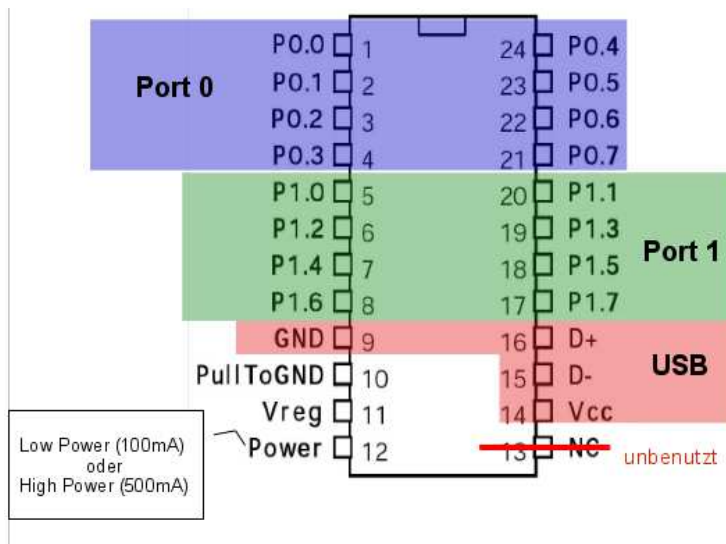 P0.0 1 24 P0.4
Port 0
P0.1 2 23 P0.5
P0.2 3 22 P0.6
P0.3 4 21 P0.7
P1.0 5 20 P1.1
P1.2 6 19 P1.3
Port 1
P1.4 7 18 P1.5
P1.6 8 17 P1.7
GND 9 16 D+
USB
PullToGND 10 15 D-
Vreg 11 14 Vcc
Power 12 13 NC
unbenutzt
Low Power (100mA)
oder
High Power (500mA)